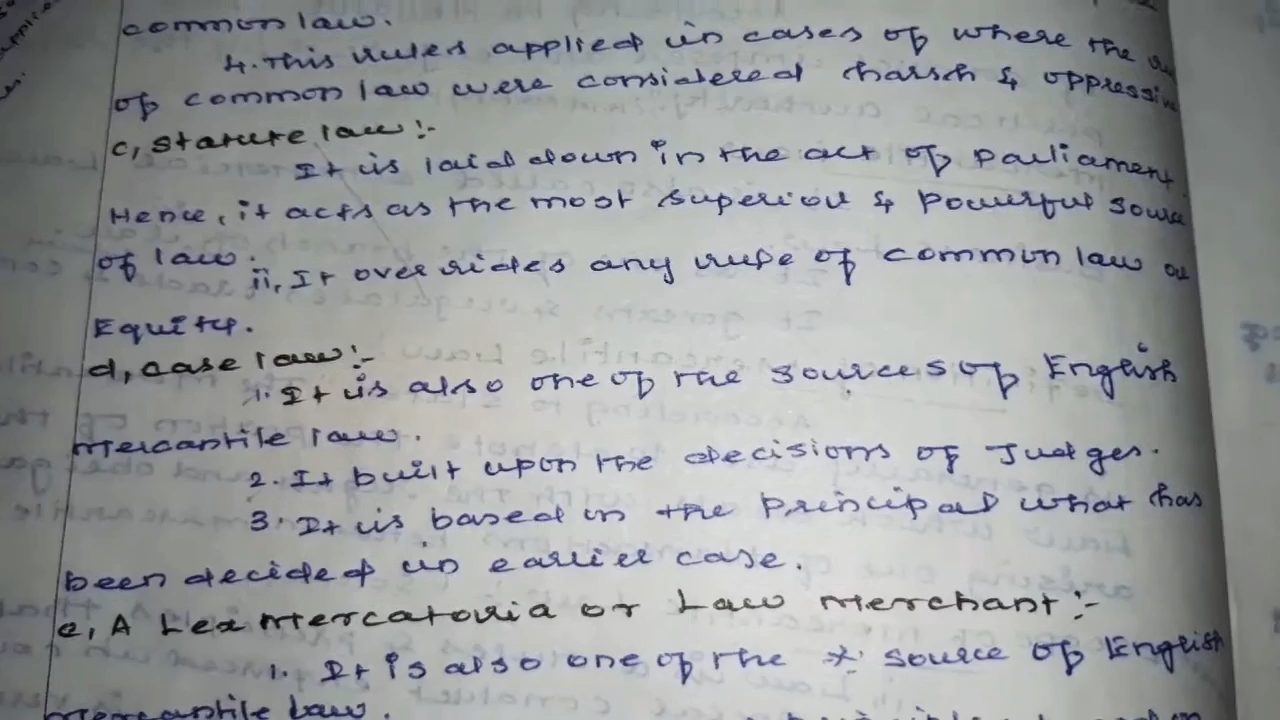 common law.
4. This rules applied in cases of where the
of common law were considered harsh & oppressive
c, Statute law :-
It is laid down in the act of Parliament.
Hence, it acts as the most Superior & Powerful source
of law.
ii, It overrides any rule of common law or
Equity.
d, case law :-
1. It is also one of the sources of English
mercantile law.
2. It built upon the decisions of Judges.
3. It is based in the Principal what has
been decided in earlier case.
e, A Lex Mercatoria or Law Merchant :-
1. It is also one of the source of English
Mercantile Law.